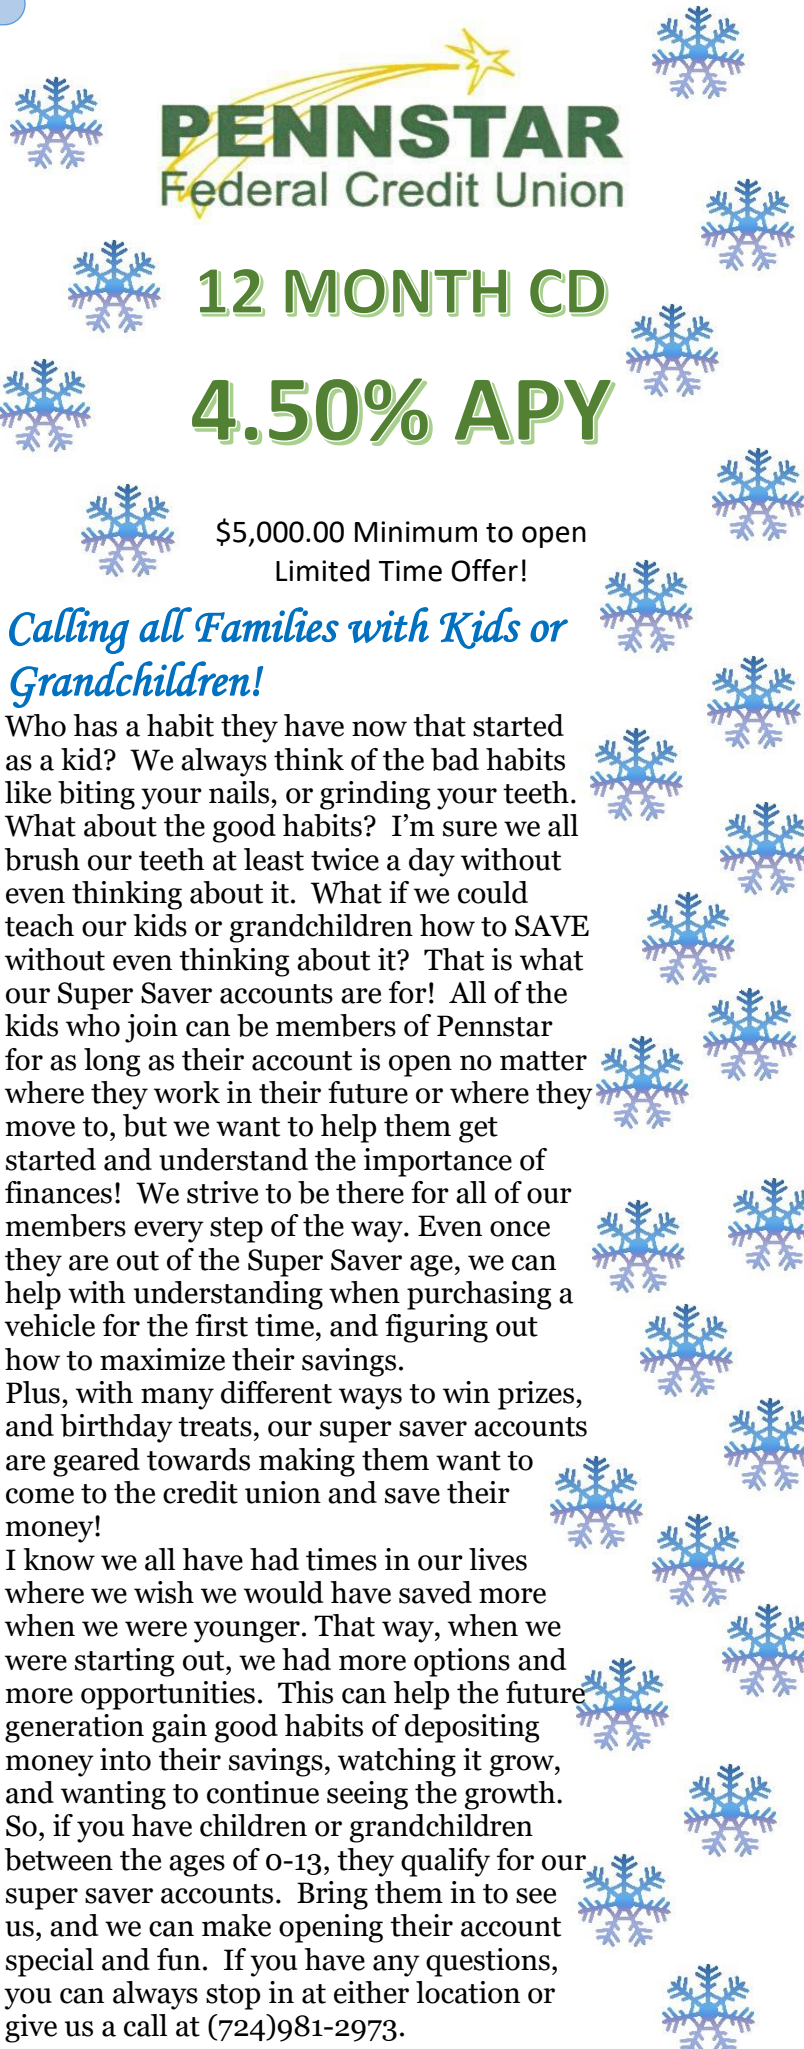 PENNSTAR
Federal Credit Union
12 MONTH CD
4.50% APY
$5,000.00 Minimum to open
Limited Time Offer!
Calling all Families with Kids or
Grandchildren!
Who has a habit they have now that started
as a kid?  We always think of the bad habits
like biting your nails, or grinding your teeth.
What about the good habits?  I’m sure we all
brush our teeth at least twice a day without
even thinking about it.  What if we could
teach our kids or grandchildren how to SAVE
without even thinking about it?  That is what
our Super Saver accounts are for!  All of the
kids who join can be members of Pennstar
for as long as their account is open no matter
where they work in their future or where they
move to, but we want to help them get
started and understand the importance of
finances!  We strive to be there for all of our
members every step of the way. Even once
they are out of the Super Saver age, we can
help with understanding when purchasing a
vehicle for the first time, and figuring out
how to maximize their savings.
Plus, with many different ways to win prizes,
and birthday treats, our super saver accounts
are geared towards making them want to
come to the credit union and save their
money!
I know we all have had times in our lives
where we wish we would have saved more
when we were younger. That way, when we
were starting out, we had more options and
more opportunities.  This can help the future
generation gain good habits of depositing
money into their savings, watching it grow,
and wanting to continue seeing the growth.
So, if you have children or grandchildren
between the ages of 0-13, they qualify for our
super saver accounts.  Bring them in to see
us, and we can make opening their account
special and fun.  If you have any questions,
you can always stop in at either location or
give us a call at (724)981-2973.